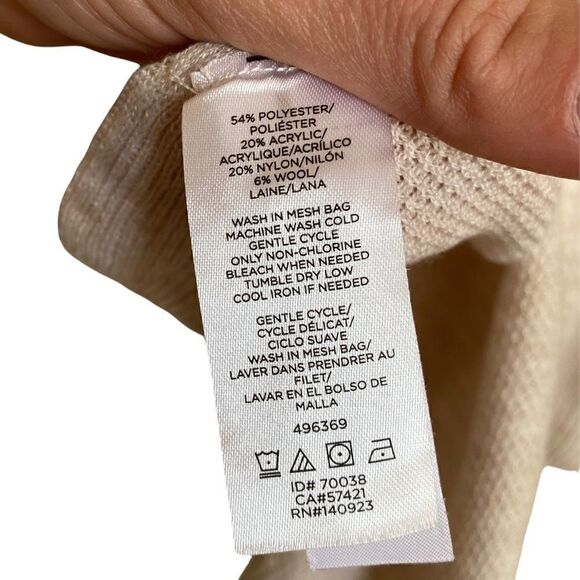 54% POLYESTER/
POLIÉSTER
20% ACRYLIC/
ACRYLIQUE/ACRÍLICO
20% NYLON/NILÓN
6% WOOL/
LAINE/LANA
WASH IN MESH BAG
MACHINE WASH COLD
GENTLE CYCLE
ONLY NON-CHLORINE
BLEACH WHEN NEEDED
TUMBLE DRY LOW
COOL IRON IF NEEDED
GENTLE CYCLE/
CYCLE DÉLICAT/
CICLO SUAVE
WASH IN MESH BAG/
LAVER DANS PRENDRER AU
FILET/
LAVAR EN EL BOLSO DE
MALLA
496369
ID# 70038
CA#57421
RN#140923